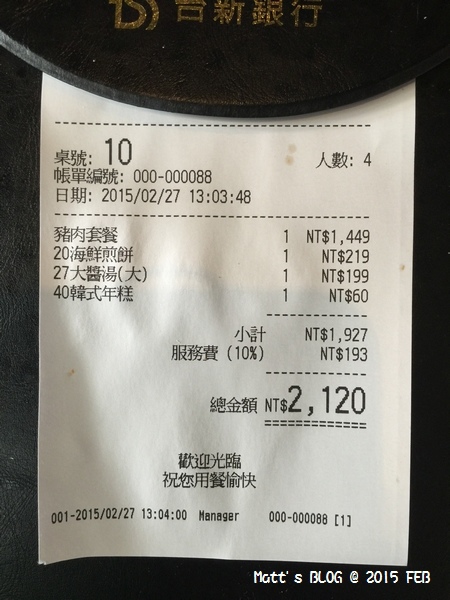 台新銀行
桌號: 10 人數: 4
帳單編號: 000-000088
日期: 2015/02/27 13:03:48
豬肉套餐 1 NT$1,449
20海鮮煎餅 1 NT$219
27大醬湯(大) 1 NT$199
40韓式年糕 1 NT$60
小計 NT$1,927
服務費 (10%) NT$193
總金額 NT$2,120
歡迎光臨
祝您用餐愉快
001-2015/02/27 13:04:00 Manager 000-000088 [1]
Matt's BLOG @ 2015 FEB